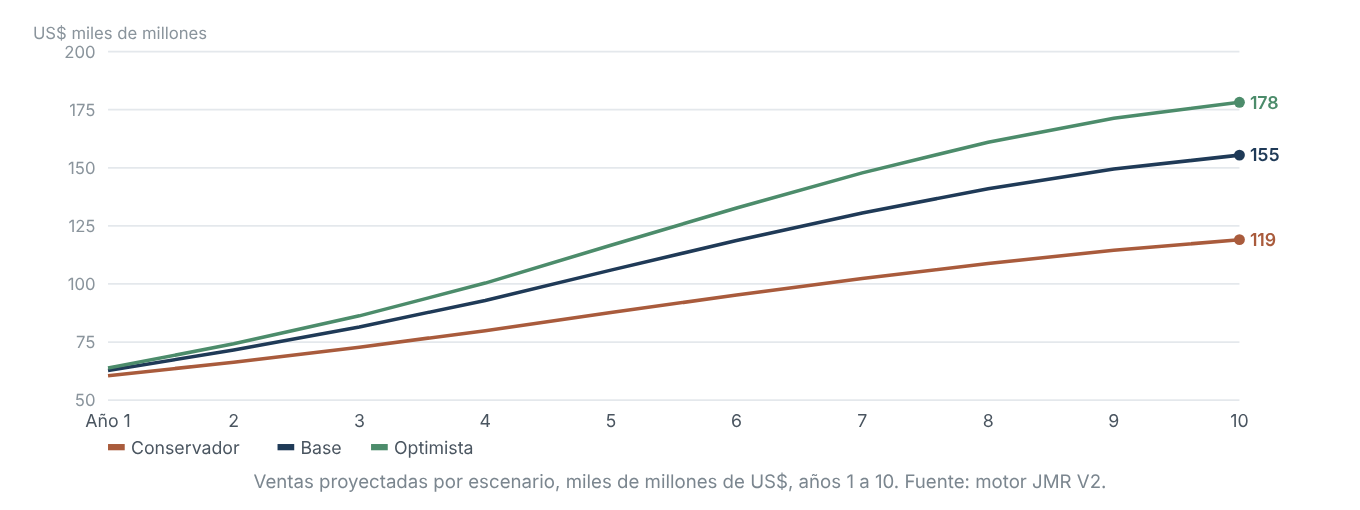 US$ miles de millones
200
178
175
155
150
125
119
100
75
50
Año 1 2 3 4 5 6 7 8 9 10
Conservador Base Optimista
Ventas proyectadas por escenario, miles de millones de US$, años 1 a 10. Fuente: motor JMR V2.